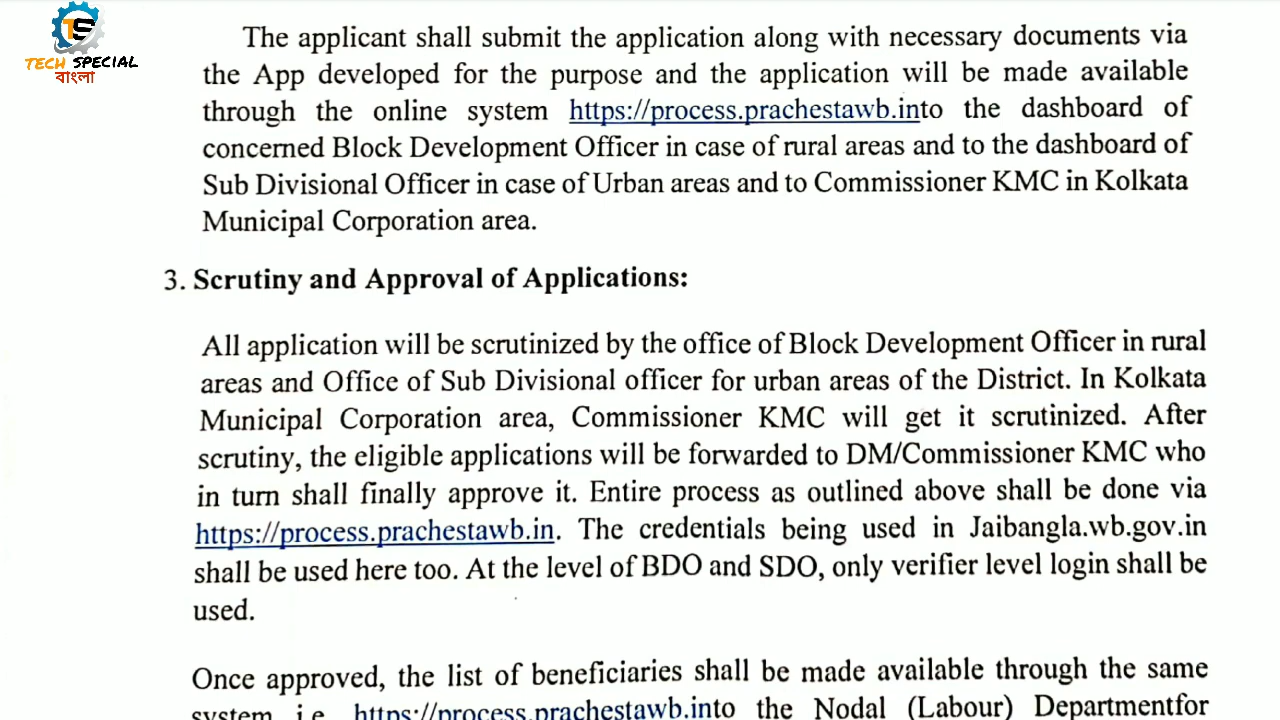 TS
TECH SPECIAL
বাংলা
The applicant shall submit the application along with necessary documents via
the App developed for the purpose and the application will be made available
through the online system https://process.prachestawb.into the dashboard of
concerned Block Development Officer in case of rural areas and to the dashboard of
Sub Divisional Officer in case of Urban areas and to Commissioner KMC in Kolkata
Municipal Corporation area.
3. Scrutiny and Approval of Applications:
All application will be scrutinized by the office of Block Development Officer in rural
areas and Office of Sub Divisional officer for urban areas of the District. In Kolkata
Municipal Corporation area, Commissioner KMC will get it scrutinized. After
scrutiny, the eligible applications will be forwarded to DM/Commissioner KMC who
in turn shall finally approve it. Entire process as outlined above shall be done via
https://process.prachestawb.in. The credentials being used in Jaibangla.wb.gov.in
shall be used here too. At the level of BDO and SDO, only verifier level login shall be
used.
Once approved, the list of beneficiaries shall be made available through the same
system i.e. https://process.prachestawb.into the Nodal (Labour) Departmentfor